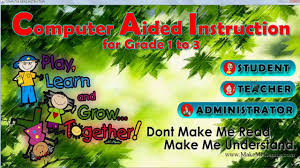 Computer Aided Instruction
for Grade 1 to 3
Play,
Learn
and
Grow...
Together!
STUDENT
TEACHER
ADMINISTRATOR
Dont Make Me Read
Make Me Understand